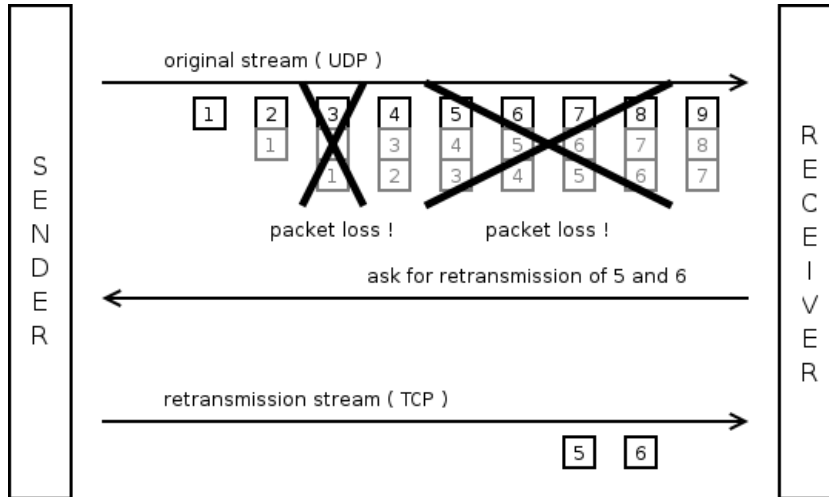 SENDER
original stream ( UDP )
1 2 3 4 5 6 7 8 9
1 3 4 5 6 7 8
1 2 3 4 5 6 7
packet loss ! packet loss !
ask for retransmission of 5 and 6
retransmission stream ( TCP )
5 6
RECEIVER